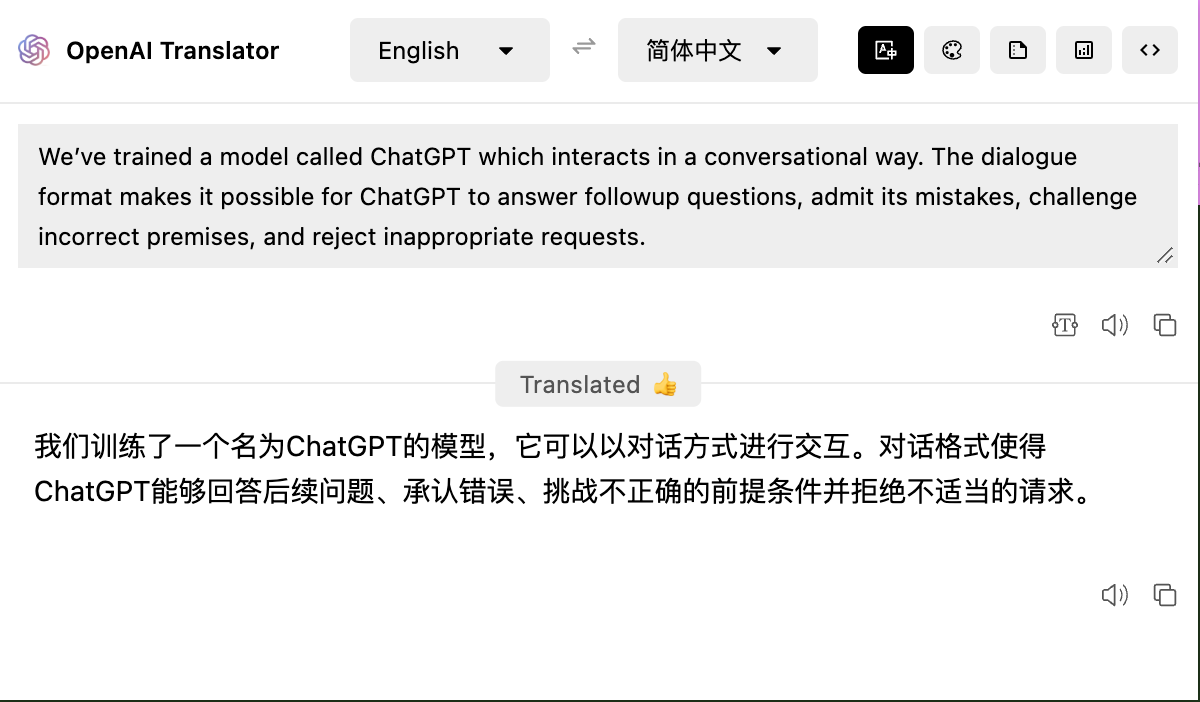 OpenAI Translator
English
简体中文
We’ve trained a model called ChatGPT which interacts in a conversational way. The dialogue
format makes it possible for ChatGPT to answer followup questions, admit its mistakes, challenge
incorrect premises, and reject inappropriate requests.
Translated 👍
我们训练了一个名为ChatGPT的模型，它可以以对话方式进行交互。对话格式使得
ChatGPT能够回答后续问题、承认错误、挑战不正确的前提条件并拒绝不适当的请求。